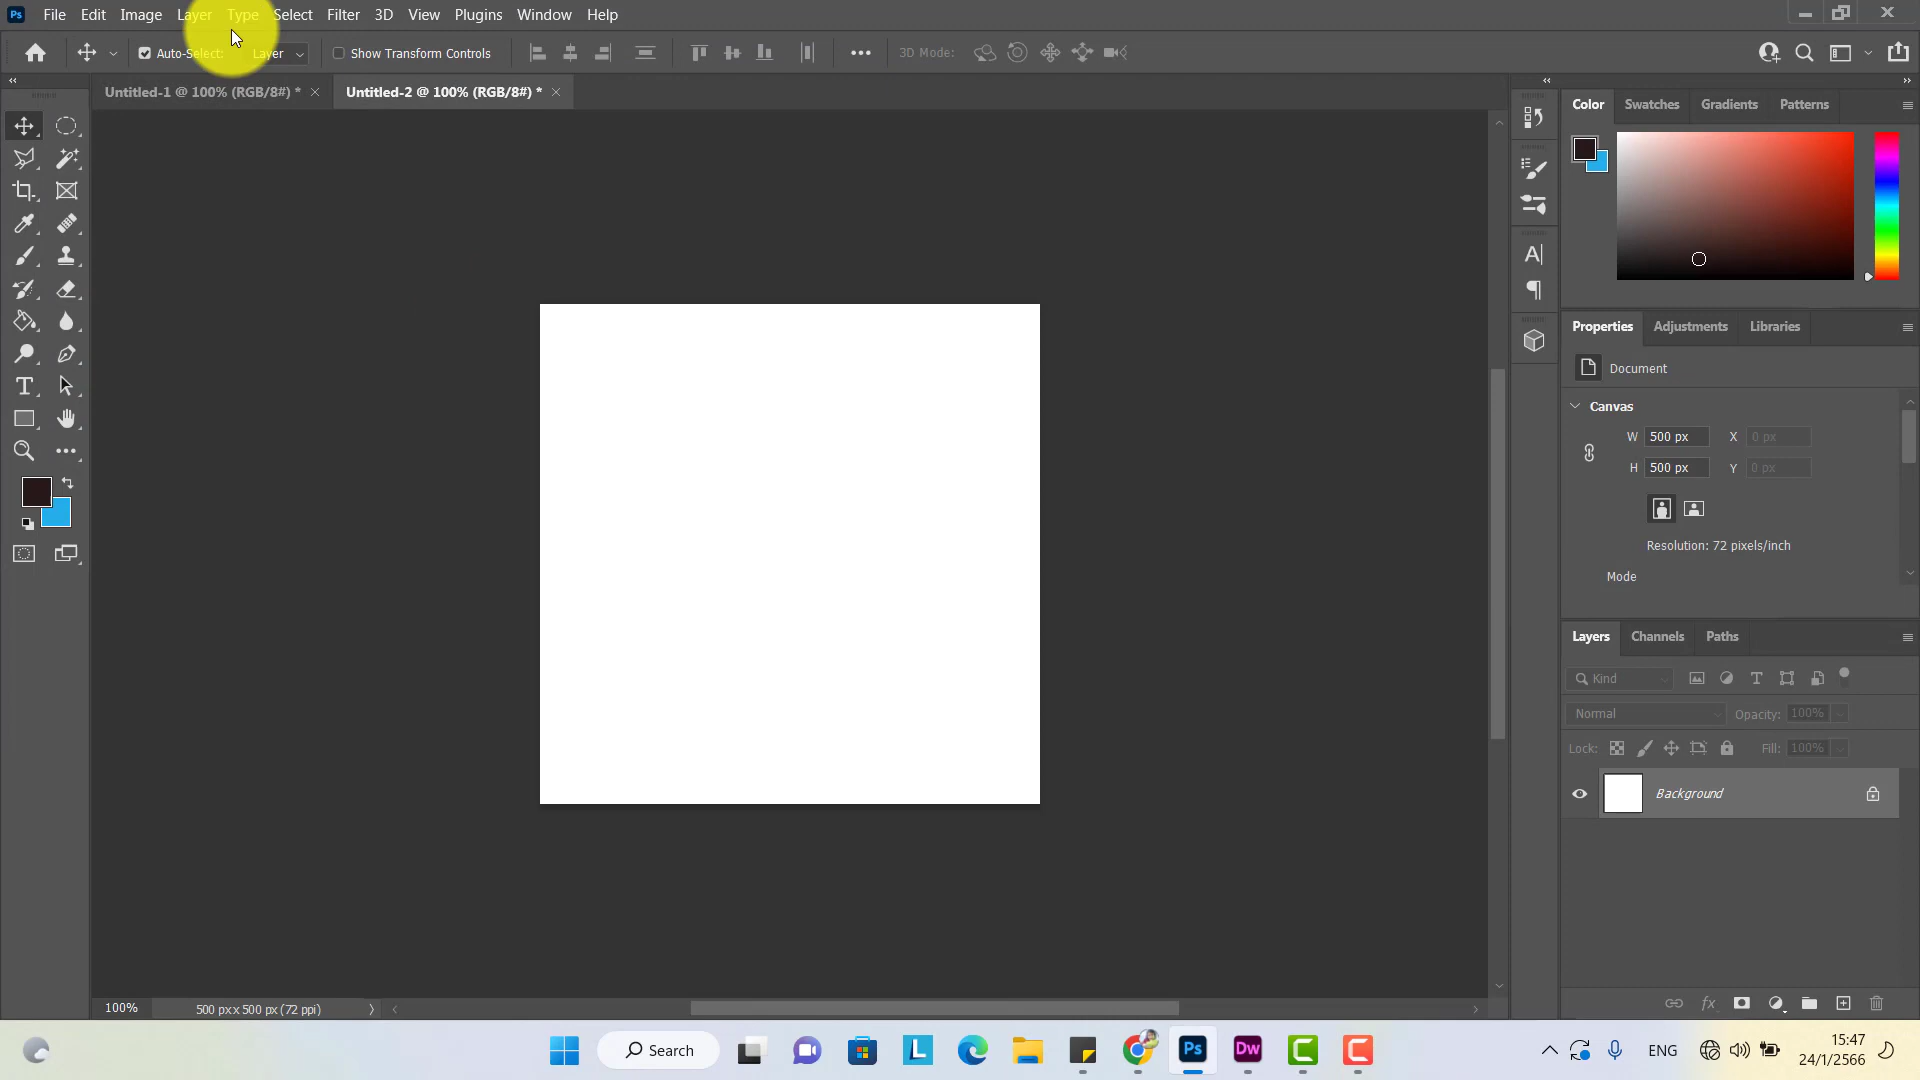 Ps File Edit Image Layer Type Select Filter 3D View Plugins Window Help
Auto-Select: Layer Show Transform Controls 3D Mode:
Untitled-1 @ 100% (RGB/8#) * Untitled-2 @ 100% (RGB/8#) *
Color Swatches Gradients Patterns
Properties Adjustments Libraries
Document
Canvas
W 500 px X 0 px
H 500 px Y 0 px
Resolution: 72 pixels/inch
Mode
Layers Channels Paths
Kind
Normal Opacity: 100%
Lock: Fill: 100%
Background
fx
100% 500 px x 500 px (72 ppi)
Search
L
Ps
Dw
C
C
ENG
15:47
24/1/2566